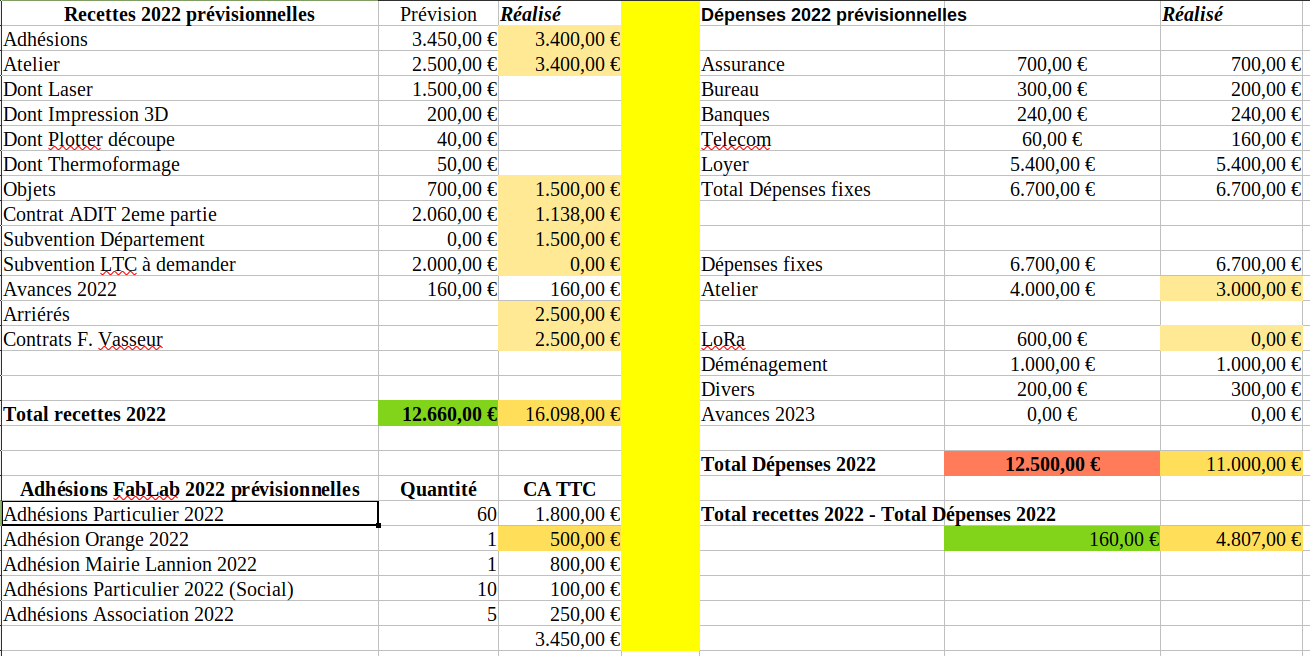 Recettes 2022 prévisionnelles Prévision Réalisé Dépenses 2022 prévisionnelles Réalisé
Adhésions 3.450,00 € 3.400,00 €
Atelier 2.500,00 € 3.400,00 € Assurance 700,00 € 700,00 €
Dont Laser 1.500,00 € Bureau 300,00 € 200,00 €
Dont Impression 3D 200,00 € Banques 240,00 € 240,00 €
Dont Plotter découpe 40,00 € Telecom 60,00 € 160,00 €
Dont Thermoformage 50,00 € Loyer 5.400,00 € 5.400,00 €
Objets 700,00 € 1.500,00 € Total Dépenses fixes 6.700,00 € 6.700,00 €
Contrat ADIT 2eme partie 2.060,00 € 1.138,00 €
Subvention Département 0,00 € 1.500,00 €
Subvention LTC à demander 2.000,00 € 0,00 € Dépenses fixes 6.700,00 € 6.700,00 €
Avances 2022 160,00 € 160,00 € Atelier 4.000,00 € 3.000,00 €
Arriérés 2.500,00 €
Contrats F. Vasseur 2.500,00 € LoRa 600,00 € 0,00 €
Déménagement 1.000,00 € 1.000,00 €
Divers 200,00 € 300,00 €
Total recettes 2022 12.660,00 € 16.098,00 € Avances 2023 0,00 € 0,00 €
Total Dépenses 2022 12.500,00 € 11.000,00 €
Adhésions FabLab 2022 prévisionnelles Quantité CA TTC
Adhésions Particulier 2022 60 1.800,00 € Total recettes 2022 - Total Dépenses 2022
Adhésion Orange 2022 1 500,00 € 160,00 € 4.807,00 €
Adhésion Mairie Lannion 2022 1 800,00 €
Adhésions Particulier 2022 (Social) 10 100,00 €
Adhésions Association 2022 5 250,00 €
3.450,00 €